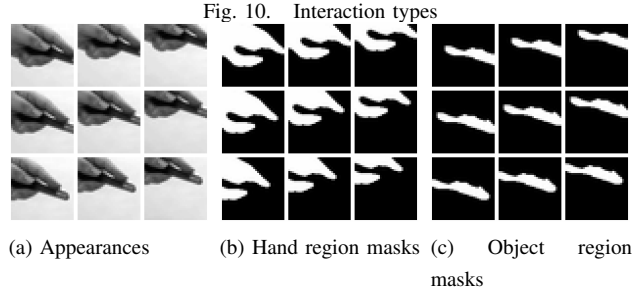 Fig. 10. Interaction types
(a) Appearances (b) Hand region masks (c) Object region
masks